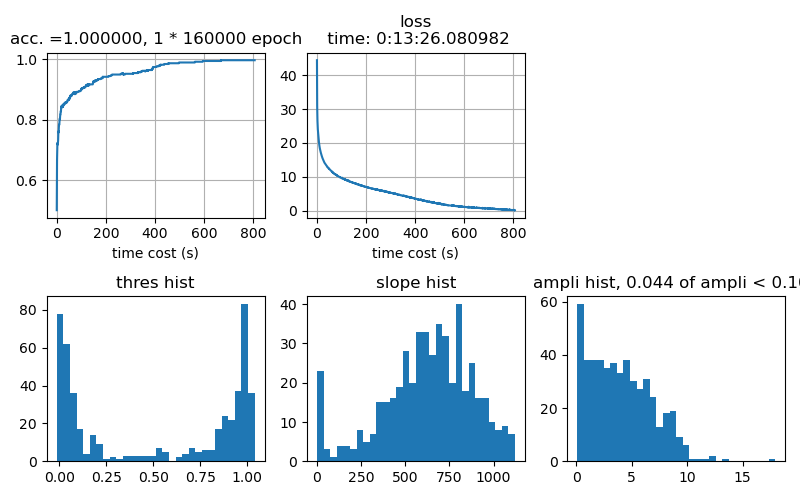 acc. =1.000000, 1 * 160000 epoch
1.0
0.8
0.6
0 200 400 600 800
time cost (s)
loss
time: 0:13:26.080982
40
30
20
10
0
0 200 400 600 800
time cost (s)
thres hist
80
60
40
20
0
0.00 0.25 0.50 0.75 1.00
slope hist
40
30
20
10
0
0 250 500 750 1000
ampli hist, 0.044 of ampli < 0.10
60
40
20
0
0 5 10 15